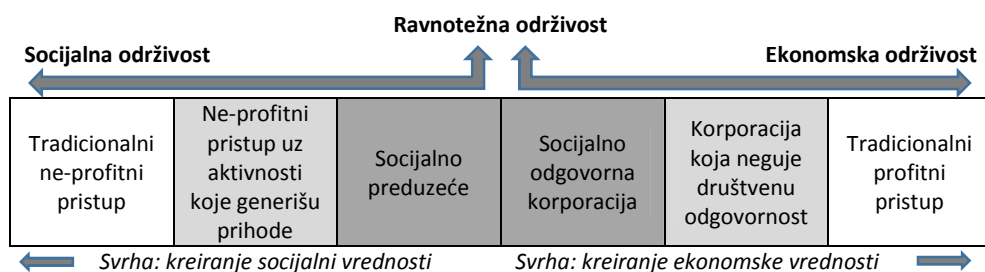 Ravnotežna održivost
Socijalna održivost
Ekonomska održivost
Tradicionalni
ne-profitni
pristup
Ne-profitni
pristup uz
aktivnosti
koje generišu
prihode
Socijalno
preduzeće
Socijalno
odgovorna
korporacija
Korporacija
koja neguje
društvenu
odgovornost
Tradicionalni
profitni
pristup
Svrha: kreiranje socijalni vrednosti
Svrha: kreiranje ekonomske vrednosti